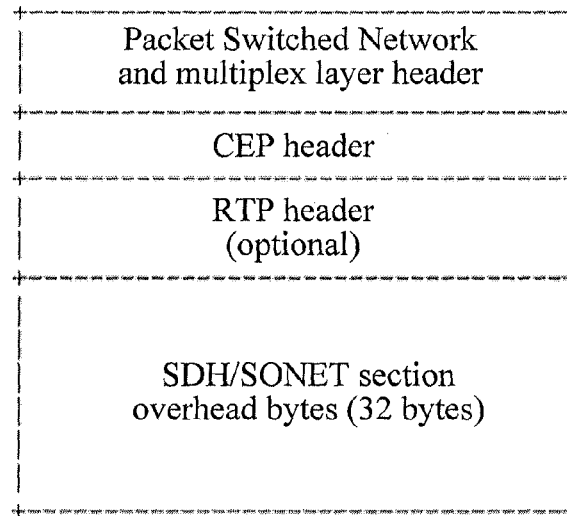 Packet Switched Network
and multiplex layer header
CEP header
RTP header
(optional)
SDH/SONET section
overhead bytes (32 bytes)